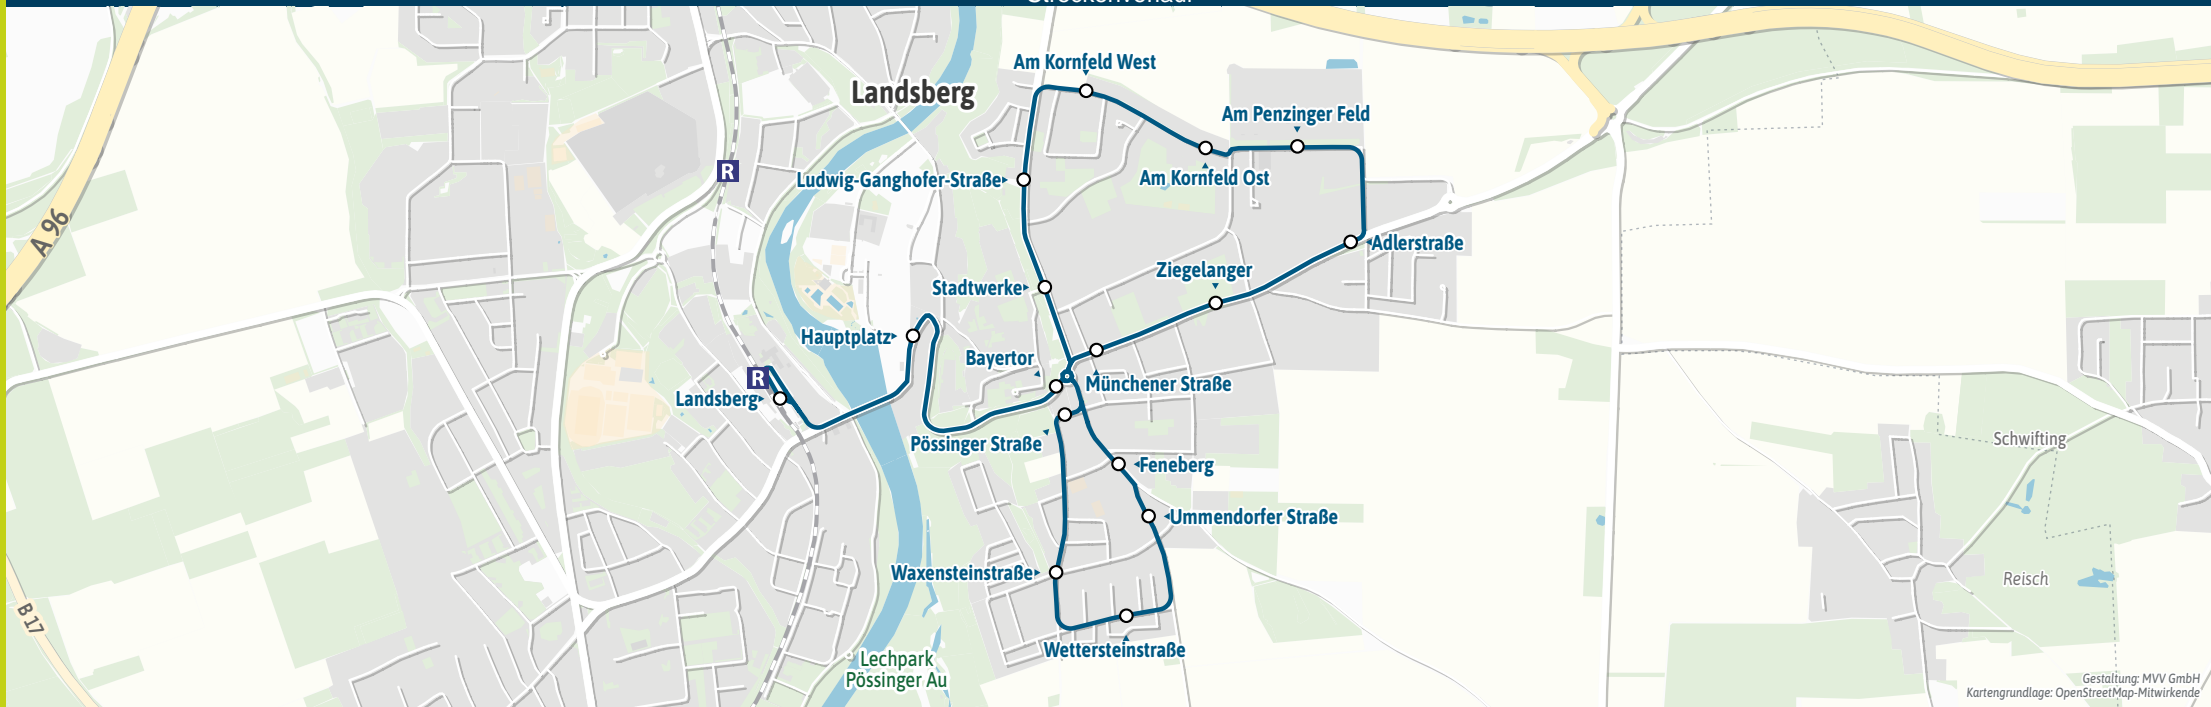 Am Kornfeld West
Landsberg
Am Penzinger Feld
R
Ludwig-Ganghofer-Straße
Am Kornfeld Ost
A 96
Adlerstraße
Ziegelanger
Stadtwerke
Hauptplatz
Bayertor
R
Münchener Straße
Landsberg
Pössinger Straße
Schwifting
Feneberg
Ummendorfer Straße
Waxensteinstraße
Reisch
B 17
Wettersteinstraße
Lechpark
Pössinger Au
Gestaltung: MVV GmbH
Kartengrundlage: OpenStreetMap-Mitwirkende